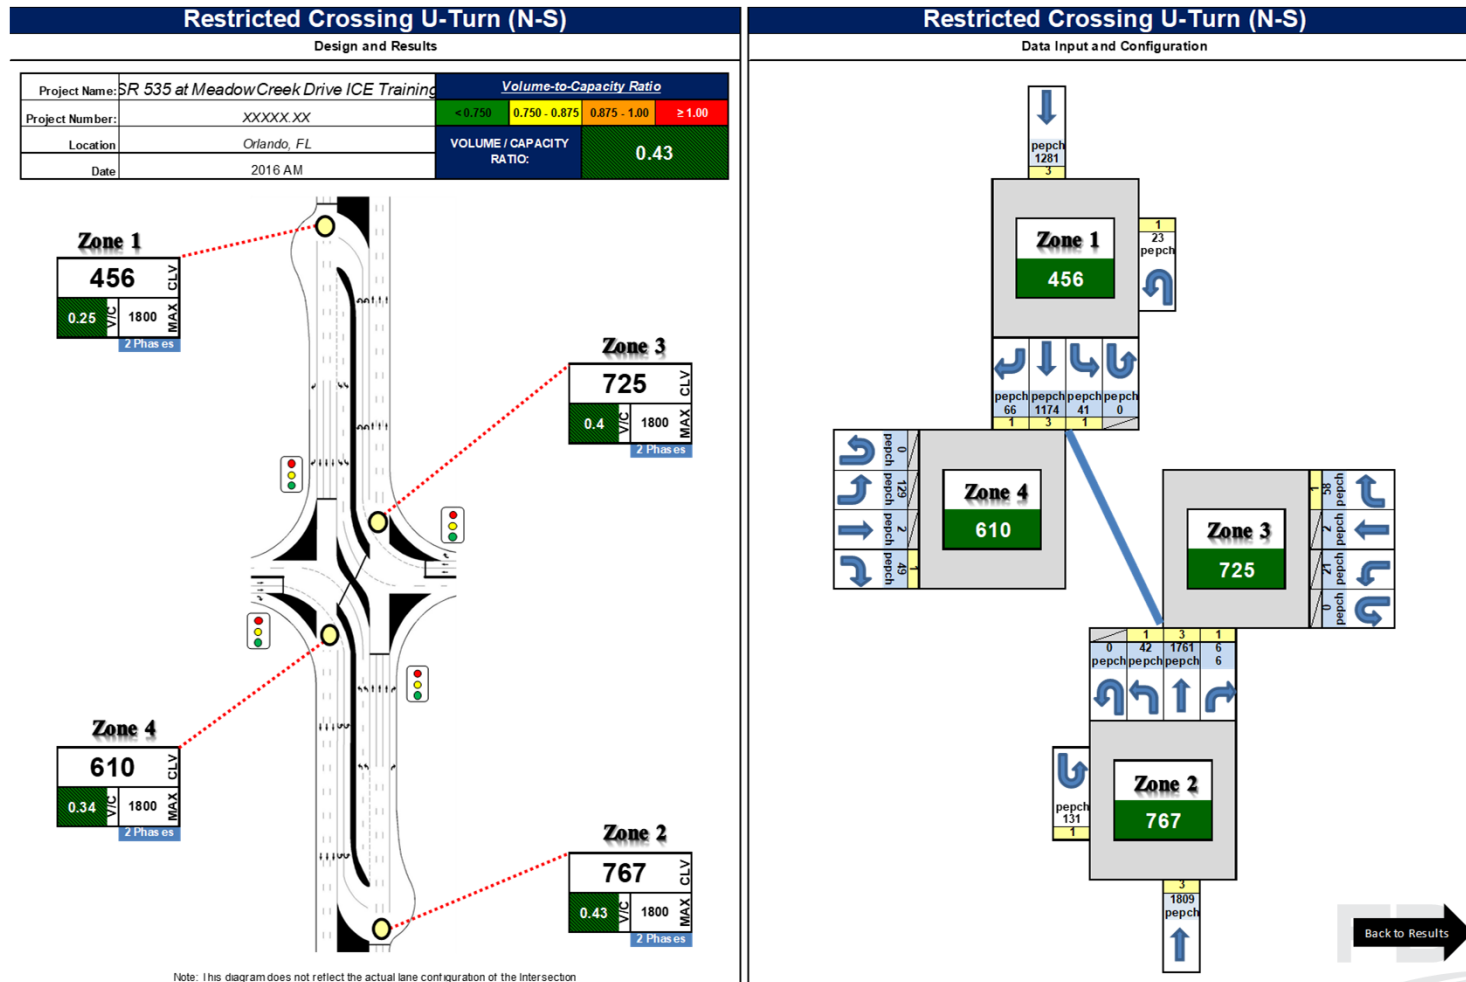 Restricted Crossing U-Turn (N-S)
Design and Results
Project Name: SR 535 at Meadow Creek Drive ICE Training
Project Number: XXXXX.XX
Location Orlando, FL
Date 2016 AM
Volume-to-Capacity Ratio
< 0.750 0.750 - 0.875 0.875 - 1.00 ≥ 1.00
VOLUME / CAPACITY RATIO: 0.43
Zone 1
456 CLV
0.25 V/C 1800 MAX
2 Phases
Zone 3
725 CLV
0.4 V/C 1800 MAX
2 Phases
Zone 4
610 CLV
0.34 V/C 1800 MAX
2 Phases
Zone 2
767 CLV
0.43 V/C 1800 MAX
2 Phases
Note: This diagram does not reflect the actual lane configuration of the Intersection
Restricted Crossing U-Turn (N-S)
Data Input and Configuration
pepch
1281
3
Zone 1
456
1
23
pepch
pepch pepch pepch pepch
66 1174 41 0
1 3 1
0 pepch
129 pepch
2 pepch
49 pepch
1
Zone 4
610
Zone 3
725
1
58 pepch
2 pepch
21 pepch
0 pepch
1 3 1
0 42 1761 6
pepch pepch pepch 6
pepch
131
1
Zone 2
767
3
1809
pepch
Back to Results